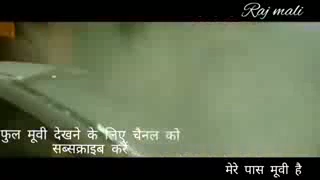 Raj mali
फुल मूवी देखने के लिए चैनल को
सब्सक्राइब करें
मेरे पास मूवी है